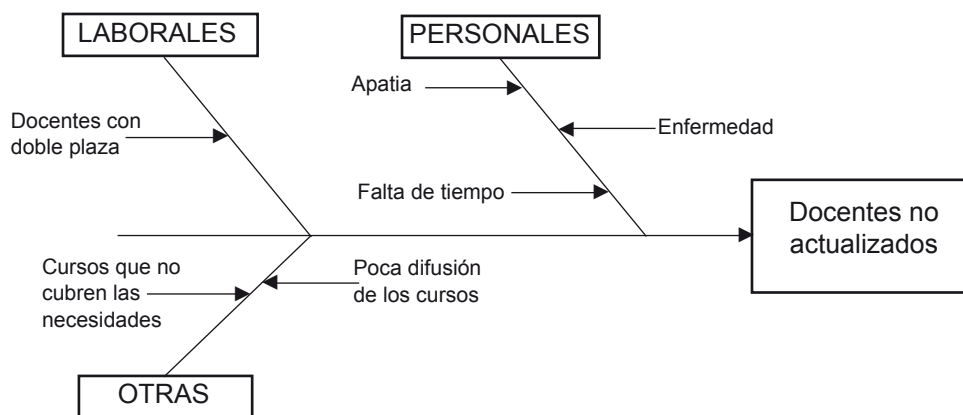 LABORALES
PERSONALES
Apatia
Docentes con
doble plaza
Enfermedad
Falta de tiempo
Docentes no
actualizados
Cursos que no
cubren las
necesidades
Poca difusión
de los cursos
OTRAS